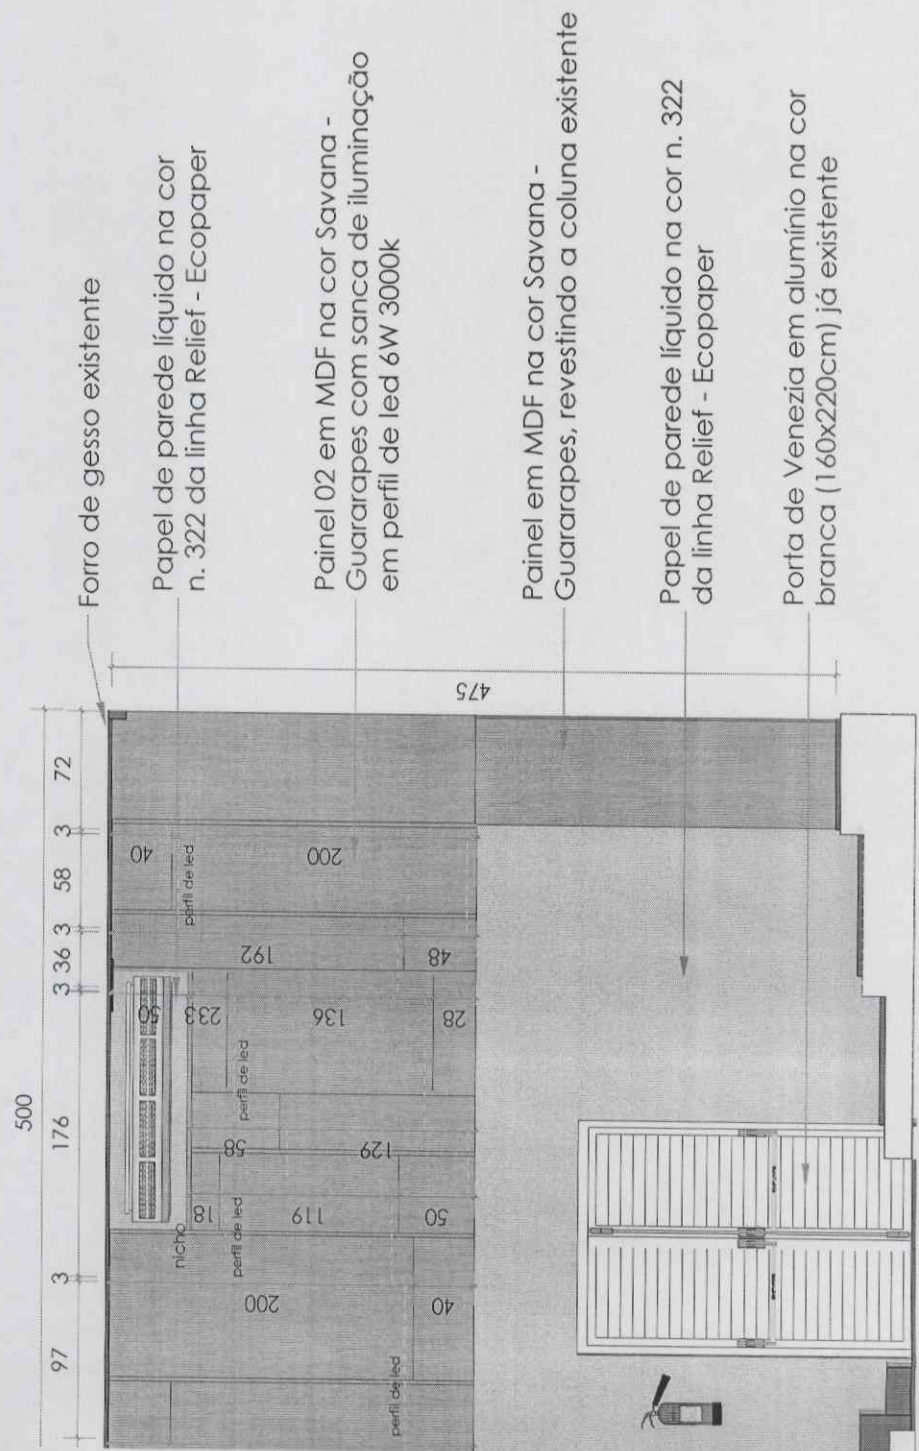 Forro de gesso existente
Papel de parede líquido na cor
n. 322 da linha Relief - Ecopaper
Painel 02 em MDF na cor Savana -
Guararapes com sanca de iluminação
em perfil de led 6W 3000k
Painel em MDF na cor Savana -
Guararapes, revestindo a coluna existente
Papel de parede líquido na cor n. 322
da linha Relief - Ecopaper
Porta de Venezia em alumínio na cor
branca (160x220cm) já existente
500
97 3 176 3 36 3 58 3 72
475
40
200
perfil de led
192
48
50
233
136
28
perfil de led
58
129
nicho
18
119
50
perfil de led
200
40
perfil de led